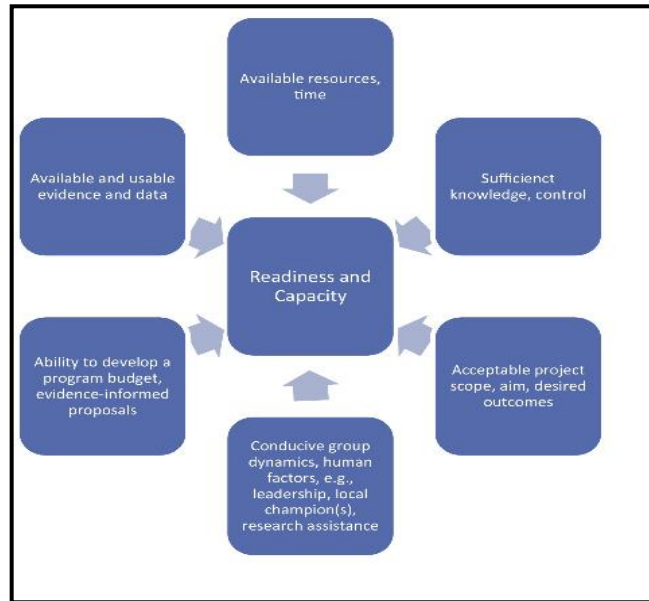 Available resources,
time
Available and usable
evidence and data
Sufficienct
knowledge, control
Readiness and
Capacity
Ability to develop a
program budget,
evidence-informed
proposals
Acceptable project
scope, aim, desired
outcomes
Conducive group
dynamics, human
factors, e.g.,
leadership, local
champion(s),
research assistance